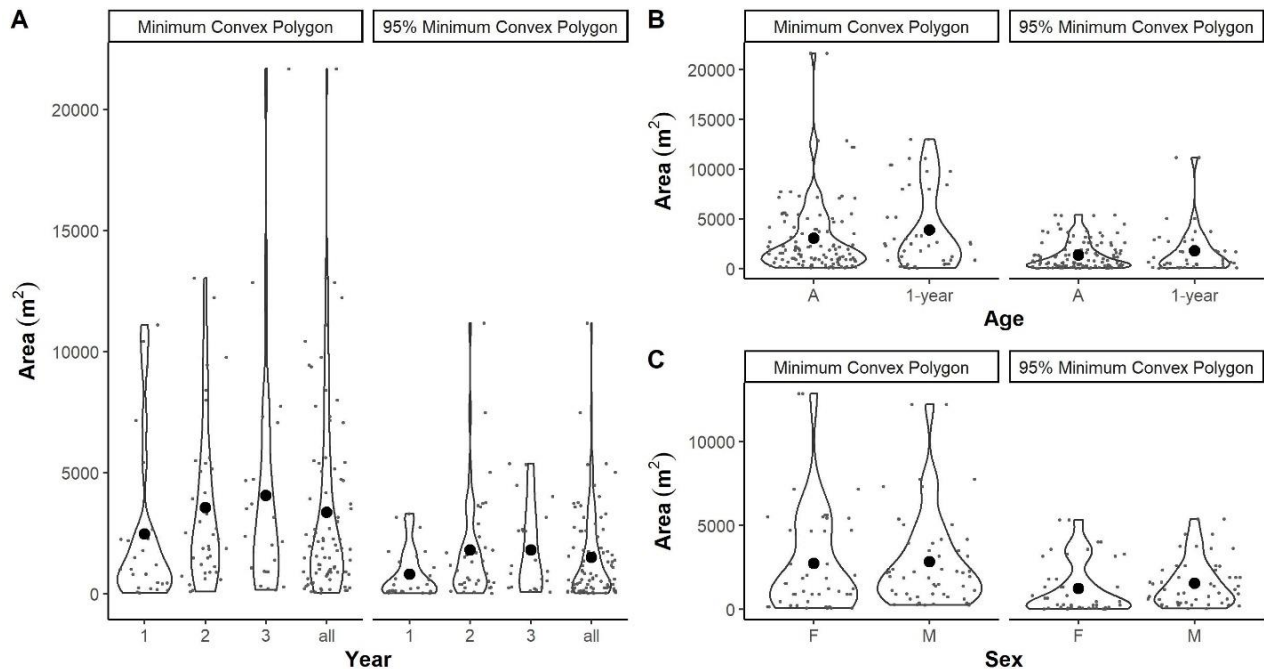 A
Minimum Convex Polygon
95% Minimum Convex Polygon
Area (m²)
20000
15000
10000
5000
0
1 2 3 all
1 2 3 all
Year
B
Minimum Convex Polygon
95% Minimum Convex Polygon
Area (m²)
20000
15000
10000
5000
0
A 1-year
A 1-year
Age
C
Minimum Convex Polygon
95% Minimum Convex Polygon
Area (m²)
10000
5000
0
F M
F M
Sex